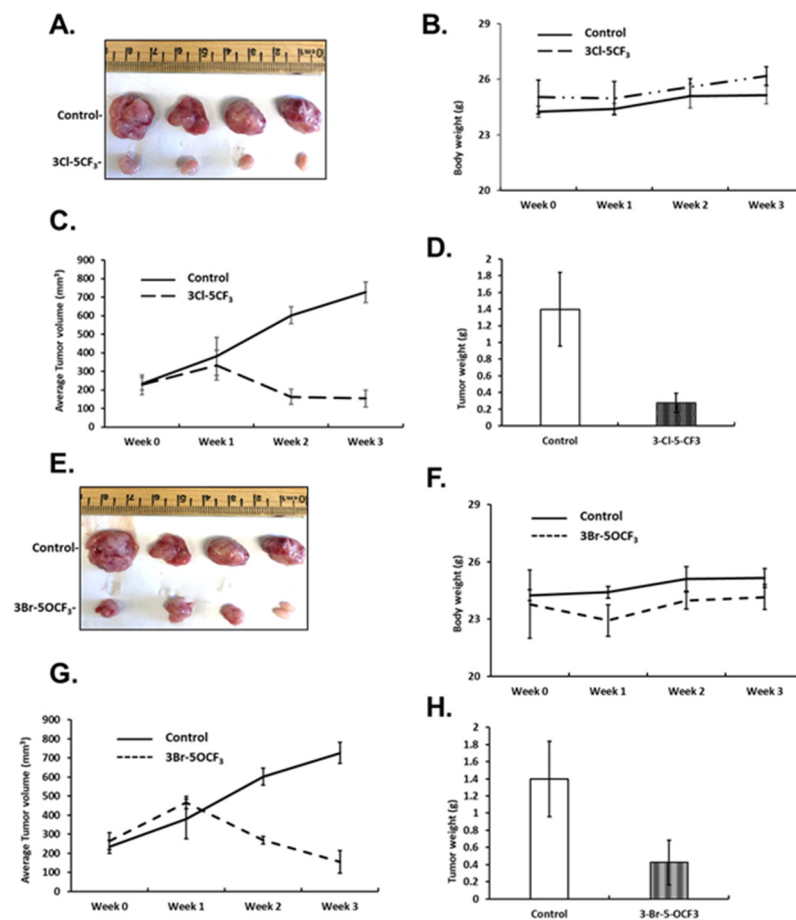 A.
Control-
3Cl-5CF₃-
B.
Control
3Cl-5CF₃
Body weight (g)
29
26
23
20
Week 0 Week 1 Week 2 Week 3
C.
Control
3Cl-5CF₃
Average Tumor volume (mm³)
900
800
700
600
500
400
300
200
100
0
Week 0 Week 1 Week 2 Week 3
D.
Tumor weight (g)
2
1.8
1.6
1.4
1.2
1
0.8
0.6
0.4
0.2
0
Control 3-Cl-5-CF3
E.
Control-
3Br-5OCF₃-
F.
Control
3Br-5OCF₃
Body weight (g)
29
26
23
20
Week 0 Week 1 Week 2 Week 3
G.
Control
3Br-5OCF₃
Average Tumor volume (mm³)
900
800
700
600
500
400
300
200
100
0
Week 0 Week 1 Week 2 Week 3
H.
Tumor weight (g)
2
1.8
1.6
1.4
1.2
1
0.8
0.6
0.4
0.2
0
Control 3-Br-5-OCF3